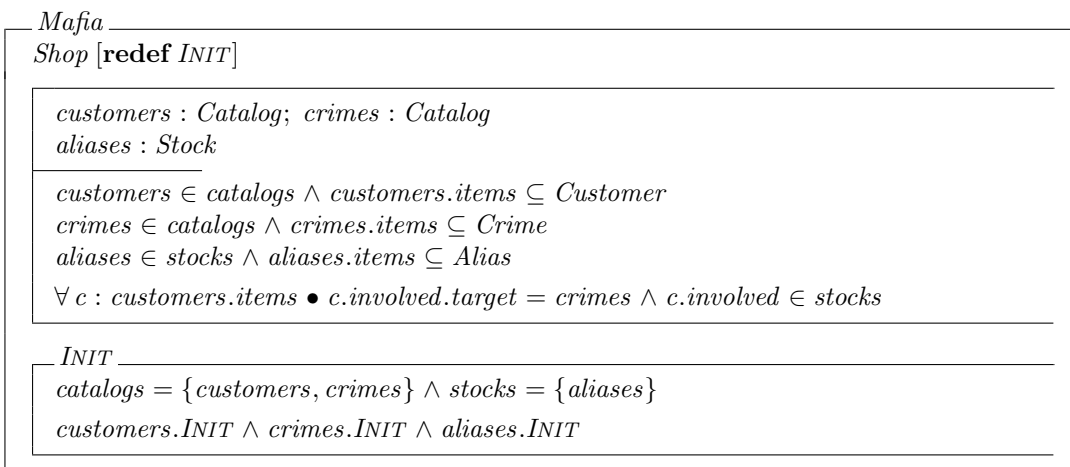 Mafia
Shop [redef INIT]
customers : Catalog; crimes : Catalog
aliases : Stock
customers ∈ catalogs ∧ customers.items ⊆ Customer
crimes ∈ catalogs ∧ crimes.items ⊆ Crime
aliases ∈ stocks ∧ aliases.items ⊆ Alias
∀ c : customers.items • c.involved.target = crimes ∧ c.involved ∈ stocks
INIT
catalogs = {customers, crimes} ∧ stocks = {aliases}
customers.INIT ∧ crimes.INIT ∧ aliases.INIT